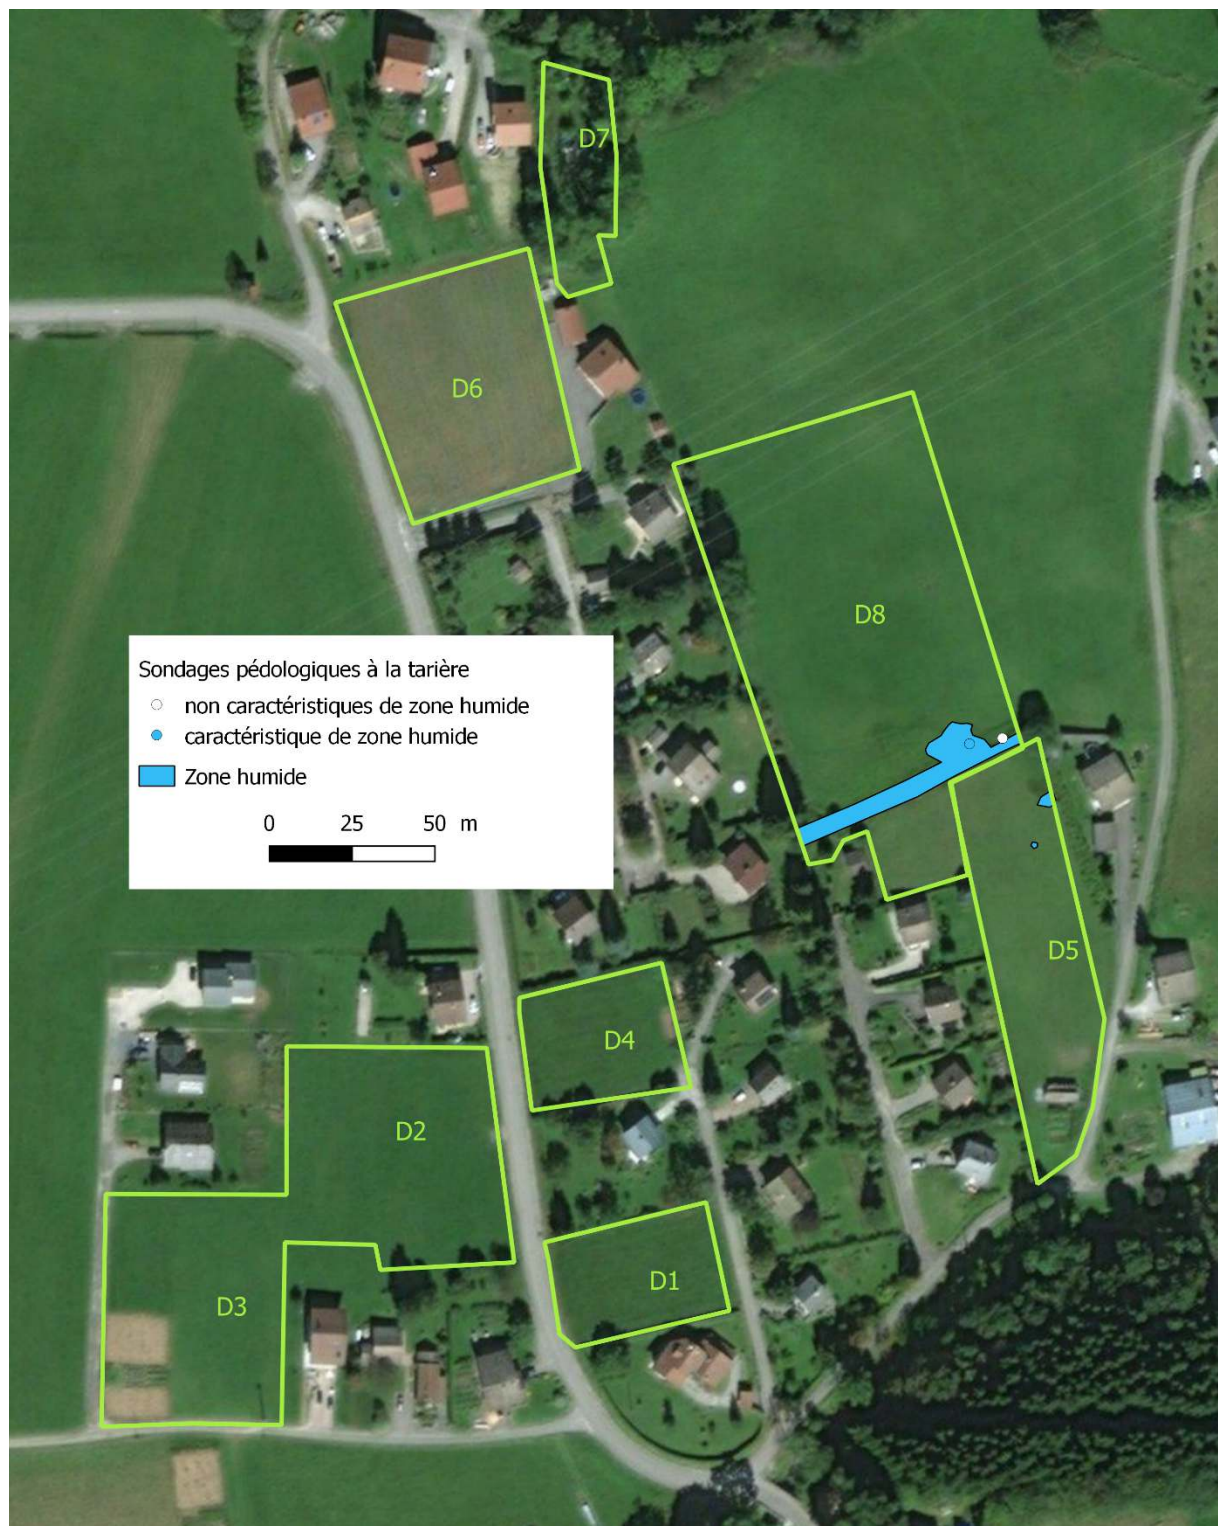 D7
D6
D8
Sondages pédologiques à la tarière
non caractéristiques de zone humide
caractéristique de zone humide
Zone humide
0 25 50 m
D5
D4
D2
D1
D3